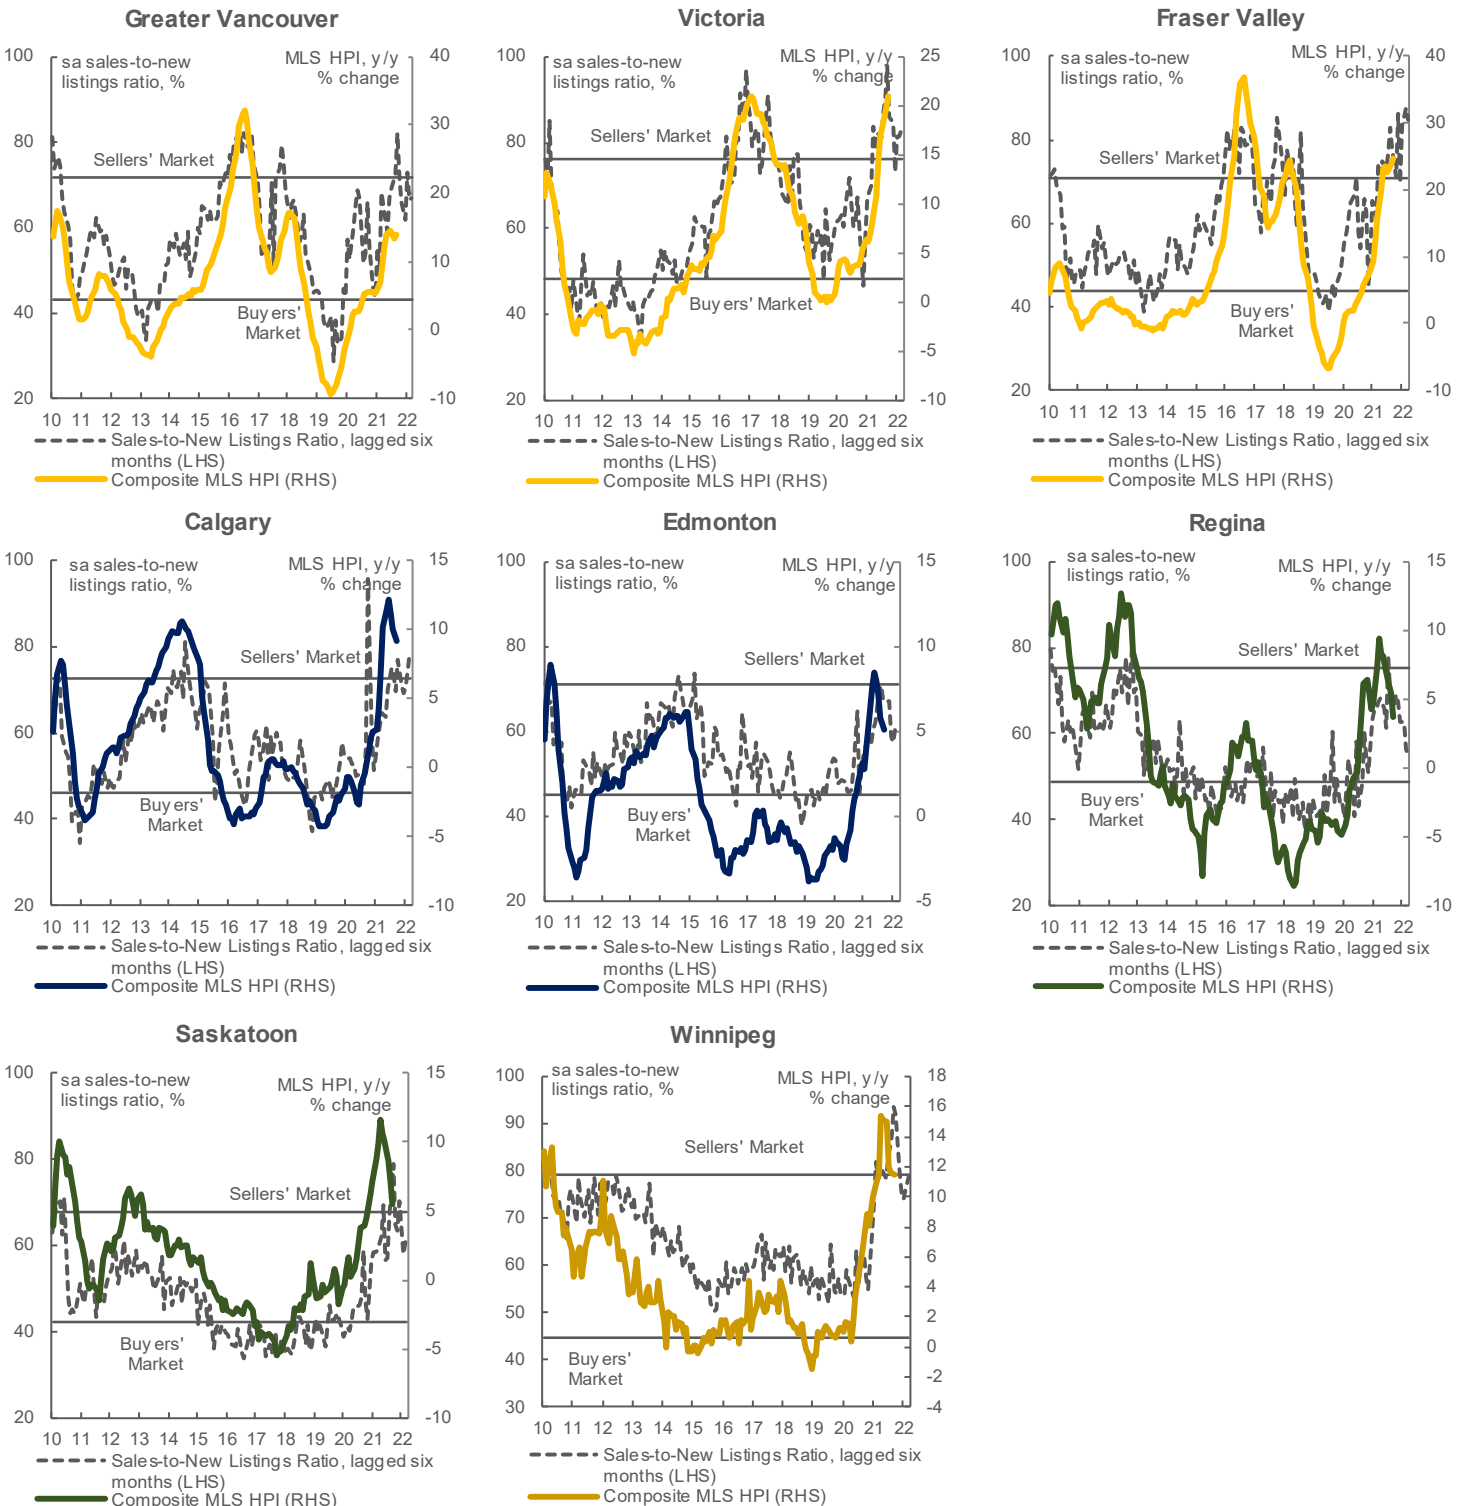 Greater Vancouver
sa sales-to-new
listings ratio, %
MLS HPI, y/y
% change
100
80
60
40
20
40
30
20
10
0
-10
Sellers' Market
Buyers'
Market
10 11 12 13 14 15 16 17 18 19 20 21 22
Sales-to-New Listings Ratio, lagged six
months (LHS)
Composite MLS HPI (RHS)
Victoria
sa sales-to-new
listings ratio, %
MLS HPI, y/y
% change
100
80
60
40
20
25
20
15
10
5
0
-5
-10
Sellers' Market
Buyers' Market
10 11 12 13 14 15 16 17 18 19 20 21 22
Sales-to-New Listings Ratio, lagged six
months (LHS)
Composite MLS HPI (RHS)
Fraser Valley
sa sales-to-new
listings ratio, %
MLS HPI, y/y
% change
100
80
60
40
20
40
30
20
10
0
-10
Sellers' Market
Buyers'
Market
10 11 12 13 14 15 16 17 18 19 20 21 22
Sales-to-New Listings Ratio, lagged six
months (LHS)
Composite MLS HPI (RHS)
Calgary
sa sales-to-new
listings ratio, %
MLS HPI, y/y
% change
100
80
60
40
20
15
10
5
0
-5
-10
Sellers' Market
Buyers'
Market
10 11 12 13 14 15 16 17 18 19 20 21 22
Sales-to-New Listings Ratio, lagged six
months (LHS)
Composite MLS HPI (RHS)
Edmonton
sa sales-to-new
listings ratio, %
MLS HPI, y/y
% change
100
80
60
40
20
15
10
5
0
-5
Sellers' Market
Buyers'
Market
10 11 12 13 14 15 16 17 18 19 20 21 22
Sales-to-New Listings Ratio, lagged six
months (LHS)
Composite MLS HPI (RHS)
Regina
sa sales-to-new
listings ratio, %
MLS HPI, y/y
% change
100
80
60
40
20
15
10
5
0
-5
-10
Sellers' Market
Buyers'
Market
10 11 12 13 14 15 16 17 18 19 20 21 22
Sales-to-New Listings Ratio, lagged six
months (LHS)
Composite MLS HPI (RHS)
Saskatoon
sa sales-to-new
listings ratio, %
MLS HPI, y/y
% change
100
80
60
40
20
15
10
5
0
-5
-10
Sellers' Market
Buyers'
Market
10 11 12 13 14 15 16 17 18 19 20 21 22
Sales-to-New Listings Ratio, lagged six
months (LHS)
Composite MLS HPI (RHS)
Winnipeg
sa sales-to-new
listings ratio, %
MLS HPI, y/y
% change
100
90
80
70
60
50
40
30
18
16
14
12
10
8
6
4
2
0
-2
-4
Sellers' Market
Buyers'
Market
10 11 12 13 14 15 16 17 18 19 20 21 22
Sales-to-New Listings Ratio, lagged six
months (LHS)
Composite MLS HPI (RHS)